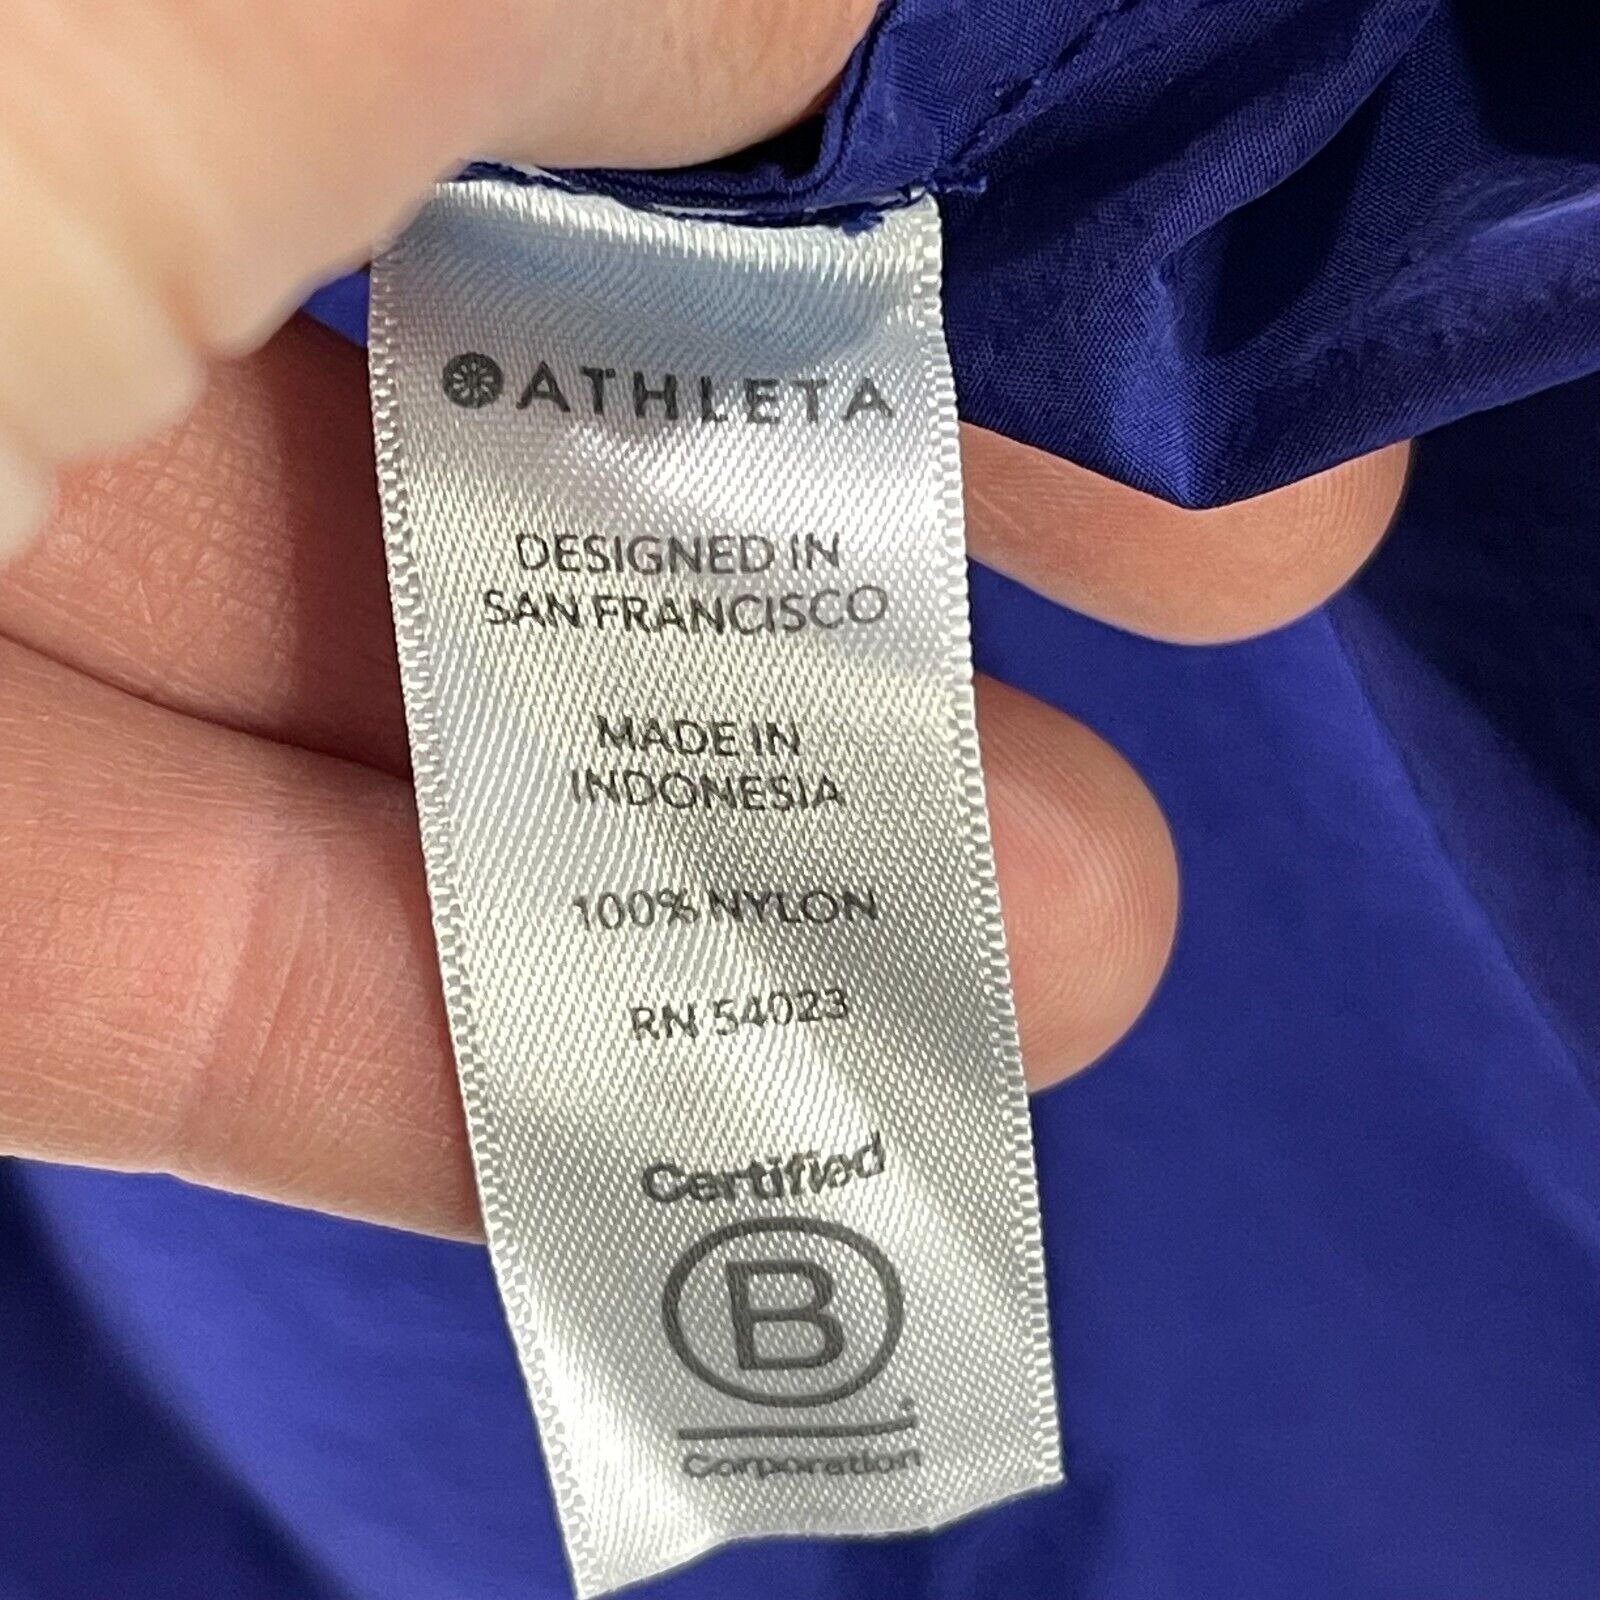 ATHLETA
DESIGNED IN
SAN FRANCISCO
MADE IN
INDONESIA
100% NYLON
RN 54023
Certified
B
Corporation